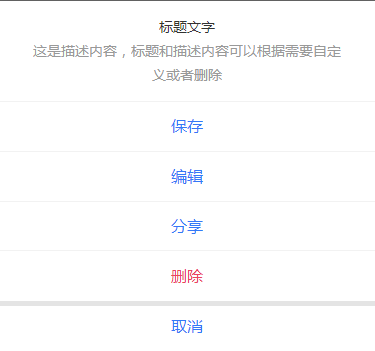 标题文字
这是描述内容，标题和描述内容可以根据需要自定
义或者删除
保存
编辑
分享
删除
取消